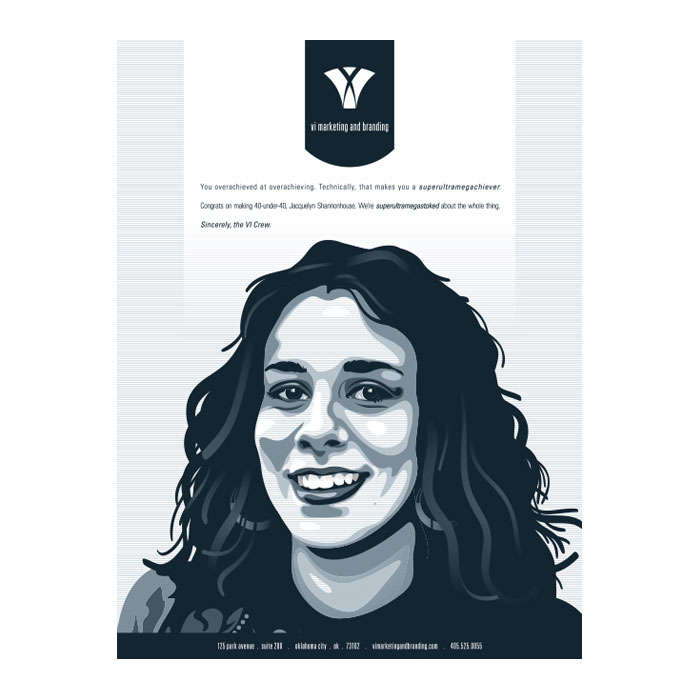 vi marketing and branding
You overachieved at overachieving. Technically, that makes you a superultramegachiever.
Congrats on making 40-under-40, Jacquelyn Shannonhouse. We're superultramegastoked about the whole thing.
Sincerely, the VI Crew.
125 park avenue . suite 200 . oklahoma city . ok . 73102 . vimarketingandbranding.com . 405.525.0055